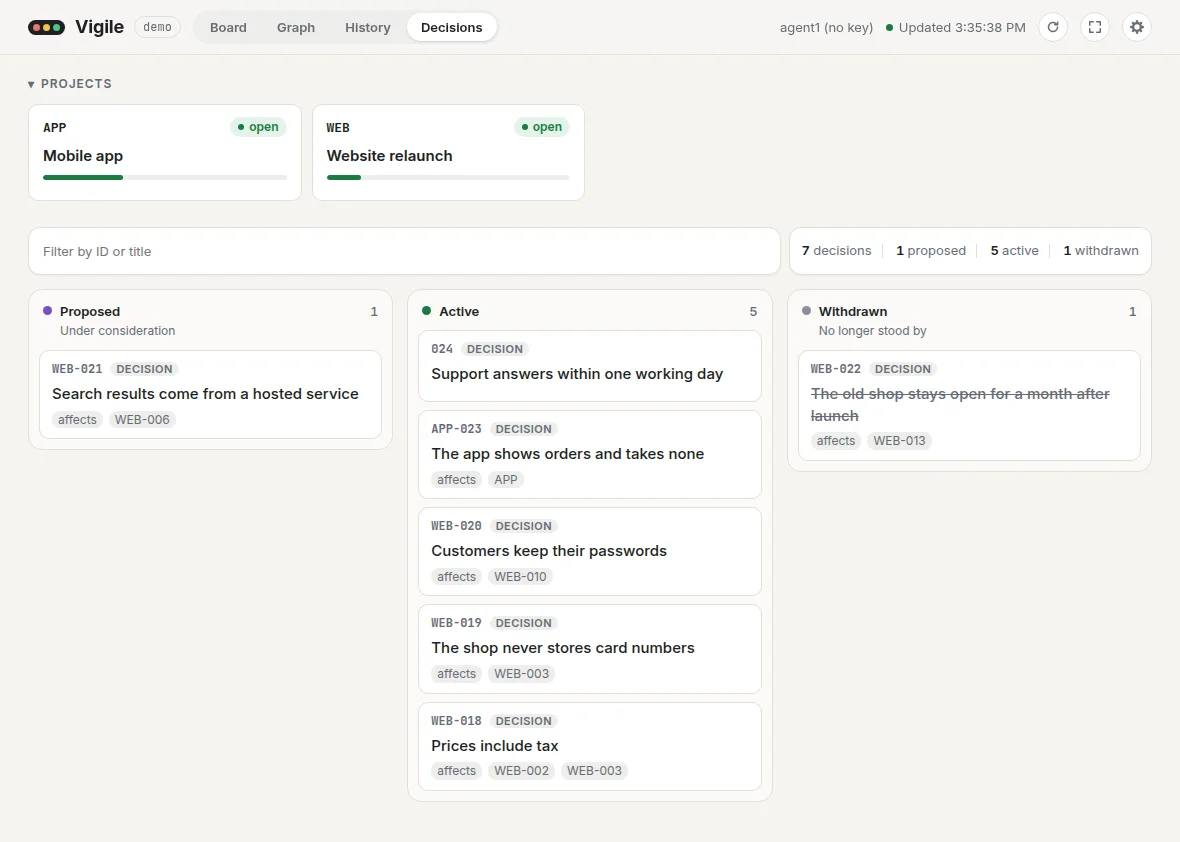 Vigile demo Board Graph History Decisions agent1 (no key) Updated 3:35:38 PM
▾ PROJECTS
APP open
Mobile app
WEB open
Website relaunch
Filter by ID or title
7 decisions 1 proposed 5 active 1 withdrawn
Proposed 1
Under consideration
WEB-021 DECISION
Search results come from a hosted service
affects WEB-006
Active 5
024 DECISION
Support answers within one working day
APP-023 DECISION
The app shows orders and takes none
affects APP
WEB-020 DECISION
Customers keep their passwords
affects WEB-010
WEB-019 DECISION
The shop never stores card numbers
affects WEB-003
WEB-018 DECISION
Prices include tax
affects WEB-002 WEB-003
Withdrawn 1
No longer stood by
WEB-022 DECISION
The old shop stays open for a month after
launch
affects WEB-013